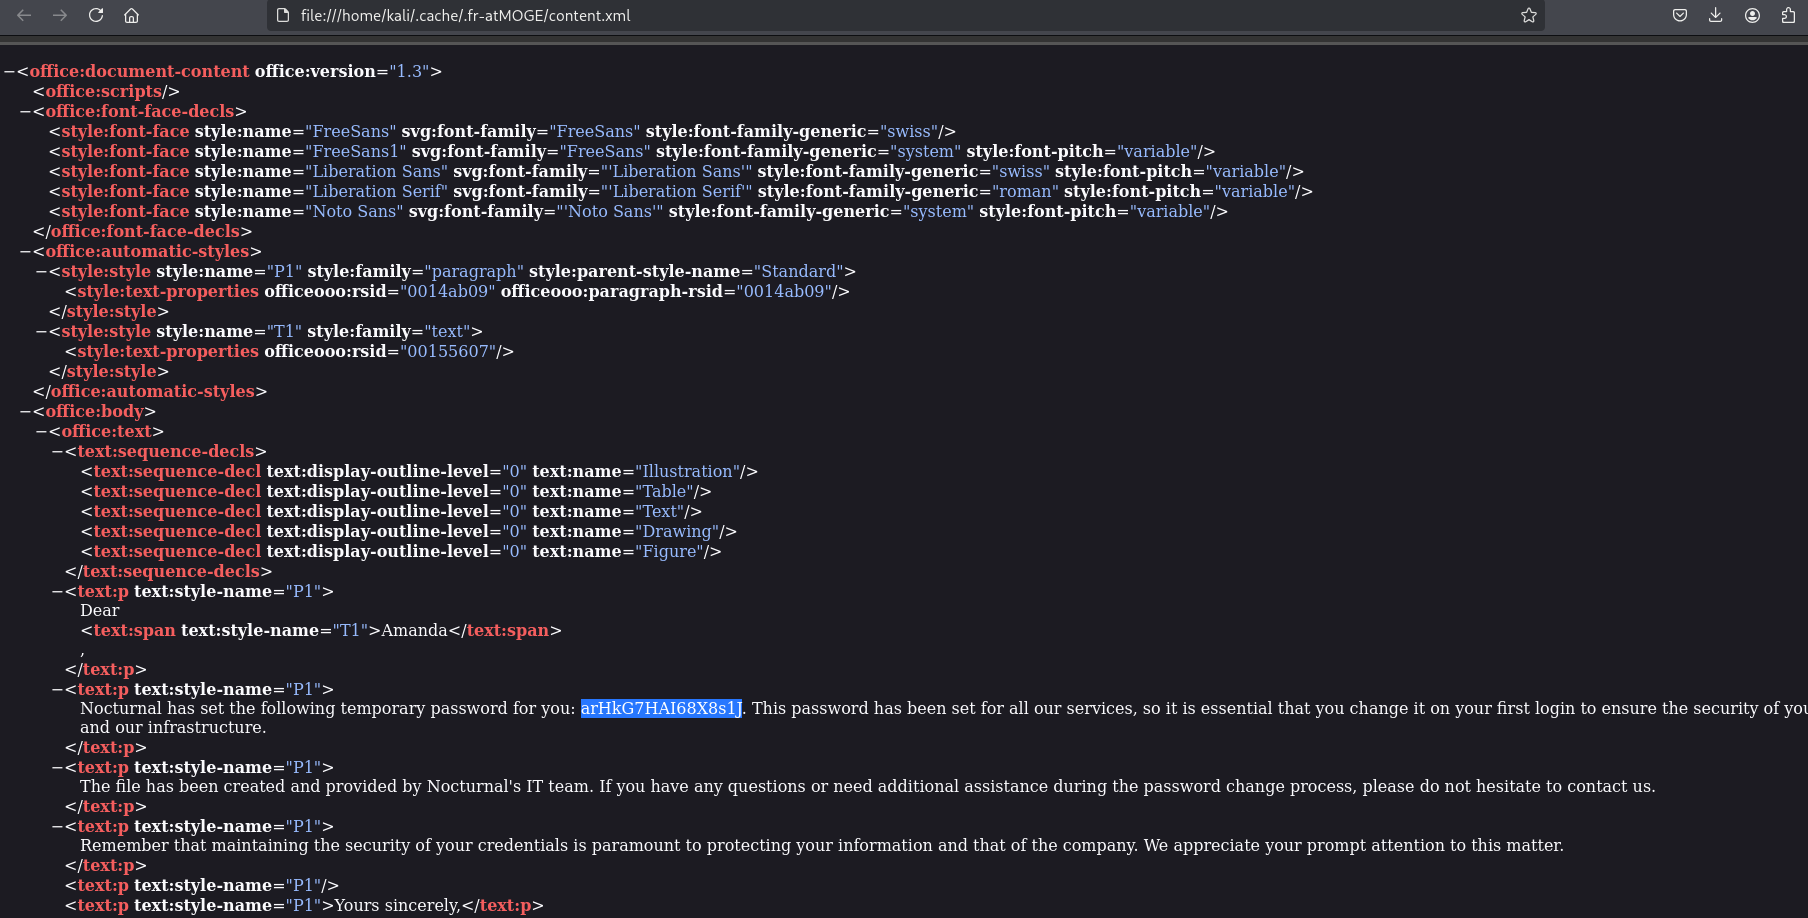 file:///home/kali/.cache/.fr-atMOGE/content.xml
−<office:document-content office:version="1.3">
<office:scripts/>
−<office:font-face-decls>
<style:font-face style:name="FreeSans" svg:font-family="FreeSans" style:font-family-generic="swiss"/>
<style:font-face style:name="FreeSans1" svg:font-family="FreeSans" style:font-family-generic="system" style:font-pitch="variable"/>
<style:font-face style:name="Liberation Sans" svg:font-family="'Liberation Sans'" style:font-family-generic="swiss" style:font-pitch="variable"/>
<style:font-face style:name="Liberation Serif" svg:font-family="'Liberation Serif'" style:font-family-generic="roman" style:font-pitch="variable"/>
<style:font-face style:name="Noto Sans" svg:font-family="'Noto Sans'" style:font-family-generic="system" style:font-pitch="variable"/>
</office:font-face-decls>
−<office:automatic-styles>
−<style:style style:name="P1" style:family="paragraph" style:parent-style-name="Standard">
<style:text-properties officeooo:rsid="0014ab09" officeooo:paragraph-rsid="0014ab09"/>
</style:style>
−<style:style style:name="T1" style:family="text">
<style:text-properties officeooo:rsid="00155607"/>
</style:style>
</office:automatic-styles>
−<office:body>
−<office:text>
−<text:sequence-decls>
<text:sequence-decl text:display-outline-level="0" text:name="Illustration"/>
<text:sequence-decl text:display-outline-level="0" text:name="Table"/>
<text:sequence-decl text:display-outline-level="0" text:name="Text"/>
<text:sequence-decl text:display-outline-level="0" text:name="Drawing"/>
<text:sequence-decl text:display-outline-level="0" text:name="Figure"/>
</text:sequence-decls>
−<text:p text:style-name="P1">
Dear
<text:span text:style-name="T1">Amanda</text:span>
,
</text:p>
−<text:p text:style-name="P1">
Nocturnal has set the following temporary password for you: arHkG7HAI68X8s1J. This password has been set for all our services, so it is essential that you change it on your first login to ensure the security of
and our infrastructure.
</text:p>
−<text:p text:style-name="P1">
The file has been created and provided by Nocturnal's IT team. If you have any questions or need additional assistance during the password change process, please do not hesitate to contact us.
</text:p>
−<text:p text:style-name="P1">
Remember that maintaining the security of your credentials is paramount to protecting your information and that of the company. We appreciate your prompt attention to this matter.
</text:p>
<text:p text:style-name="P1"/>
<text:p text:style-name="P1">Yours sincerely,</text:p>